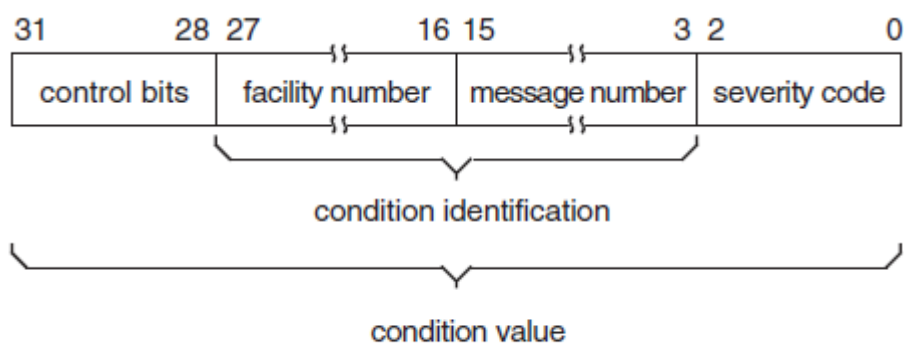 31 28 27 16 15 3 2 0
control bits facility number message number severity code
condition identification
condition value